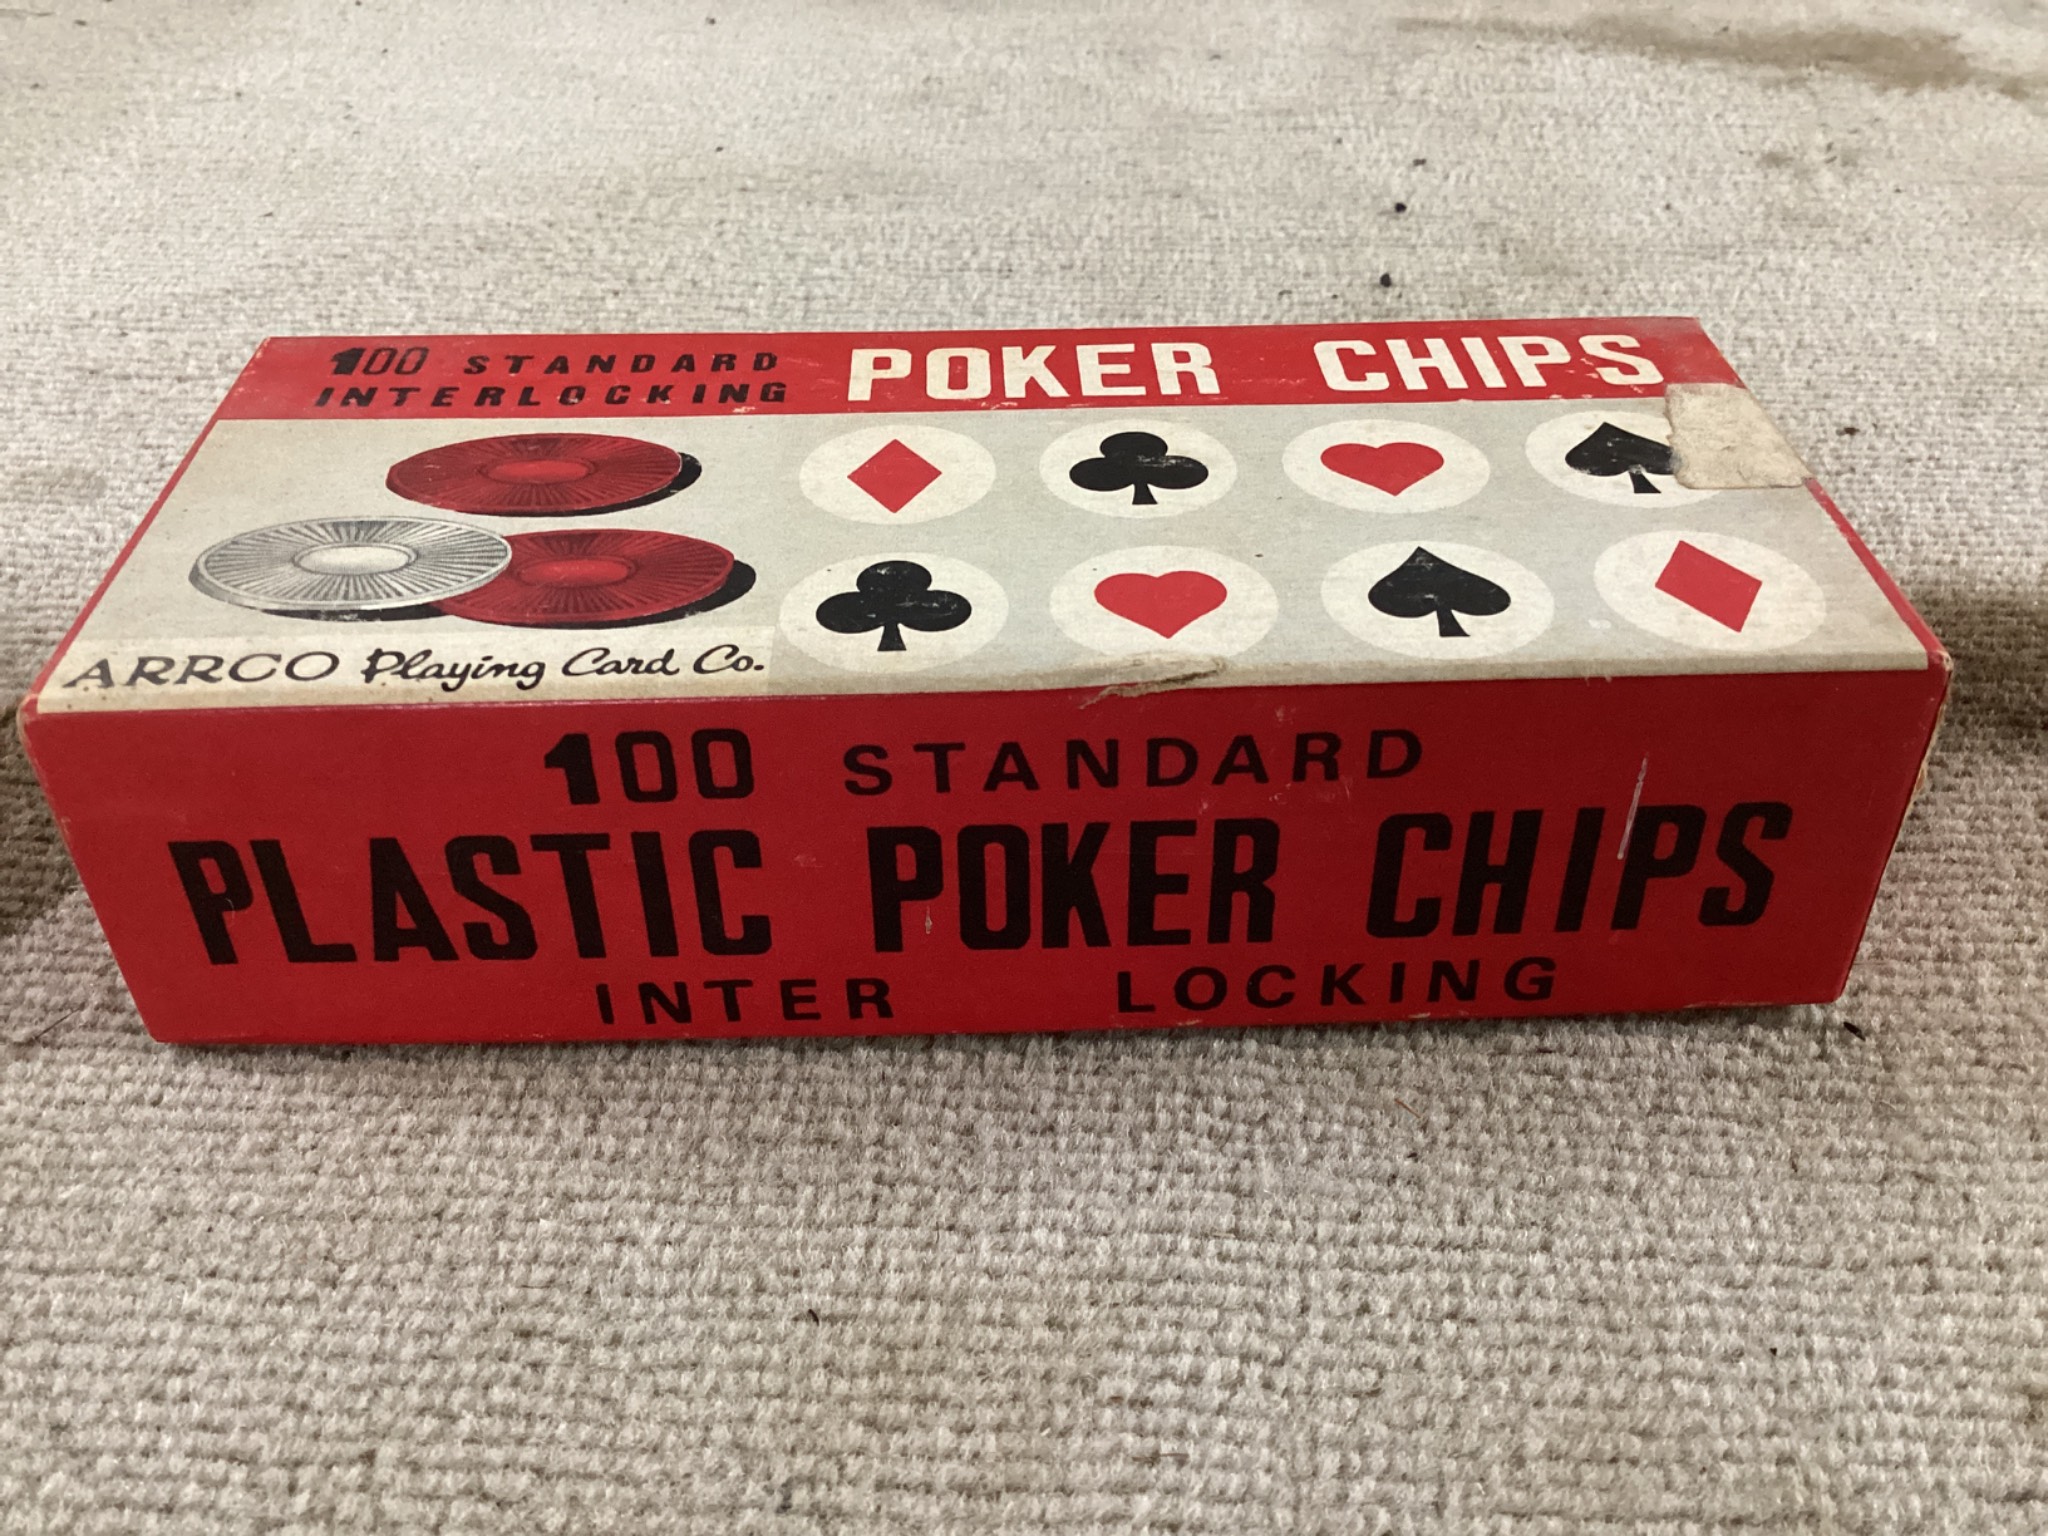 100 STANDARD
INTERLOCKING
POKER CHIPS
ARRCO Playing Card Co.
100 STANDARD
PLASTIC POKER CHIPS
INTER LOCKING